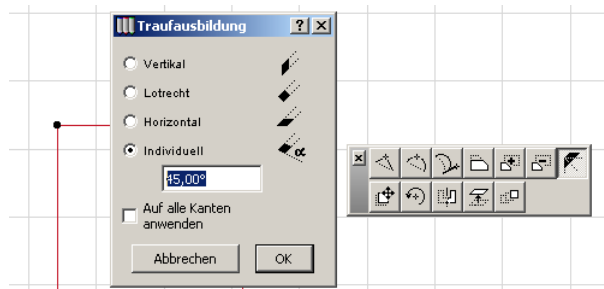 Traufausbildung
Vertikal
Lotrecht
Horizontal
Individuell
α
45,00°
Auf alle Kanten
anwenden
Abbrechen
OK